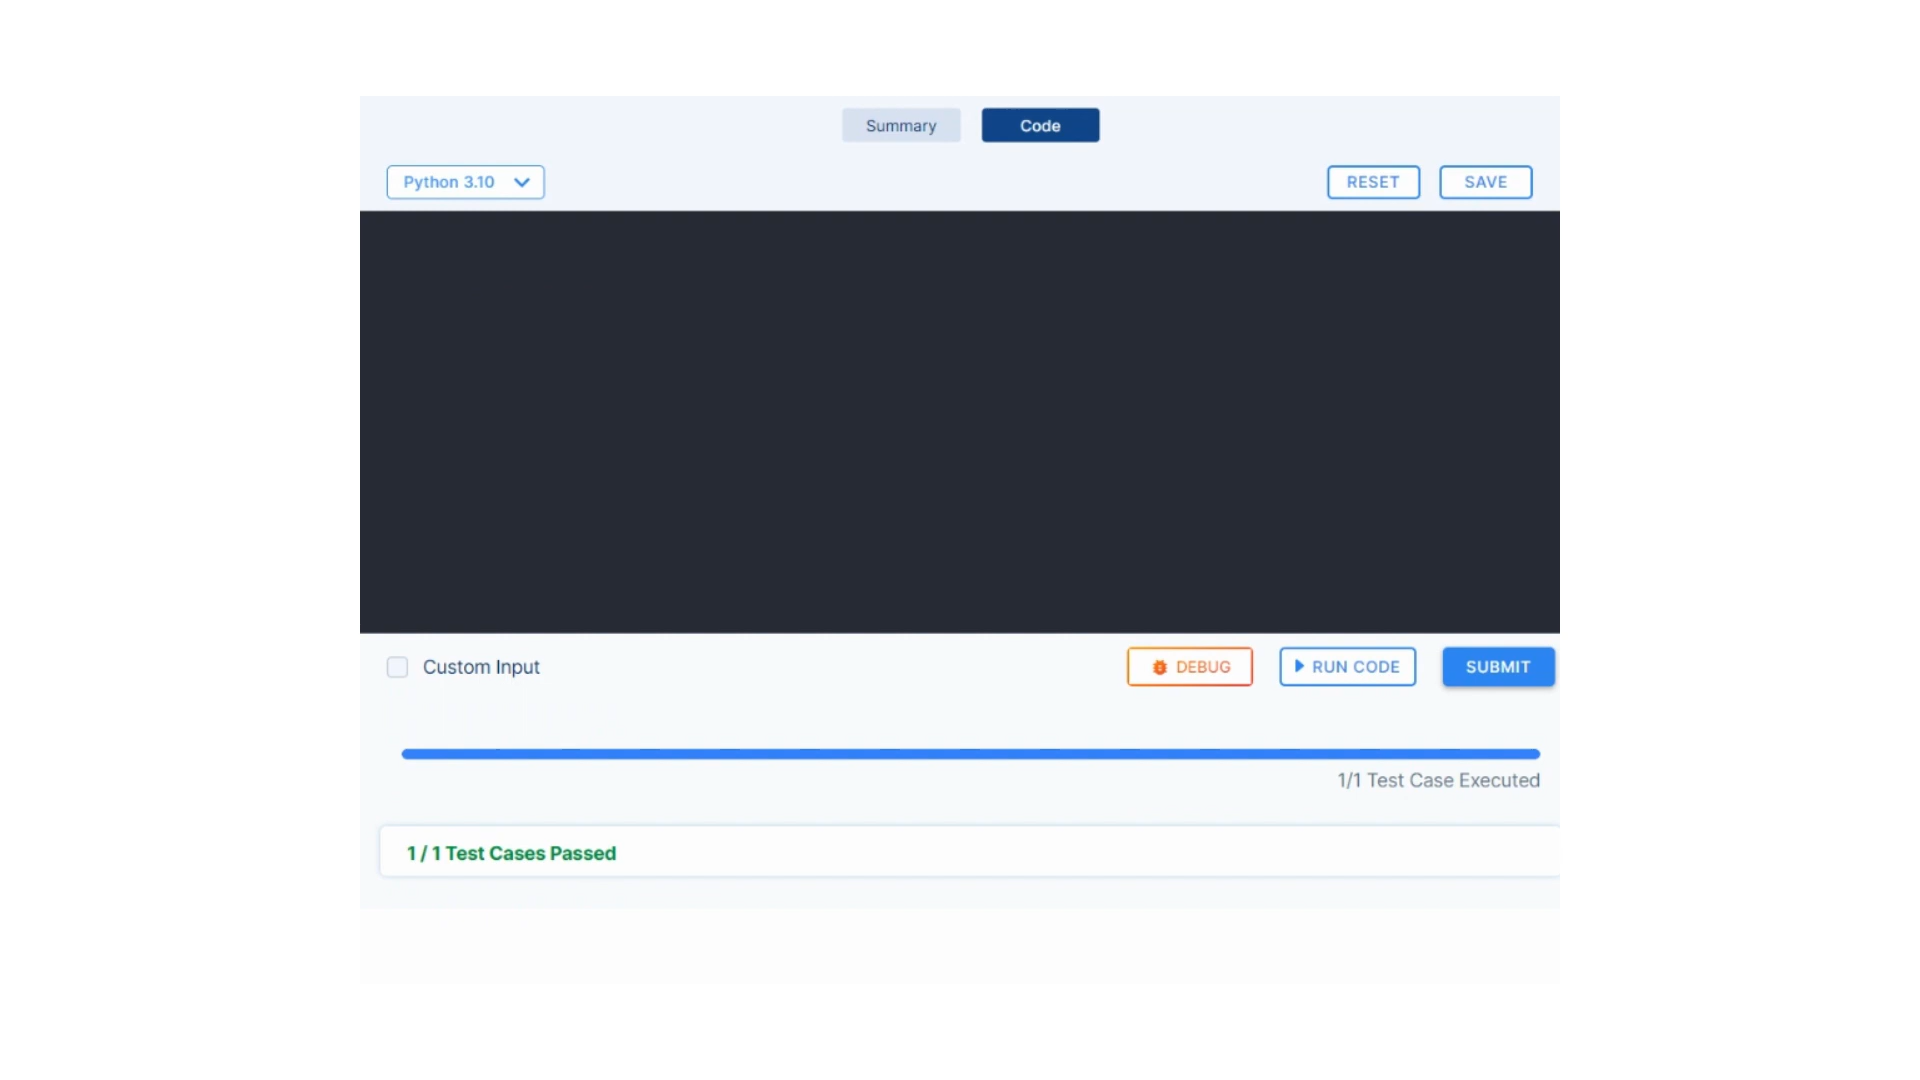 Summary
Code
Python 3.10
RESET
SAVE
Custom Input
DEBUG
RUN CODE
SUBMIT
1/1 Test Case Executed
1 / 1 Test Cases Passed